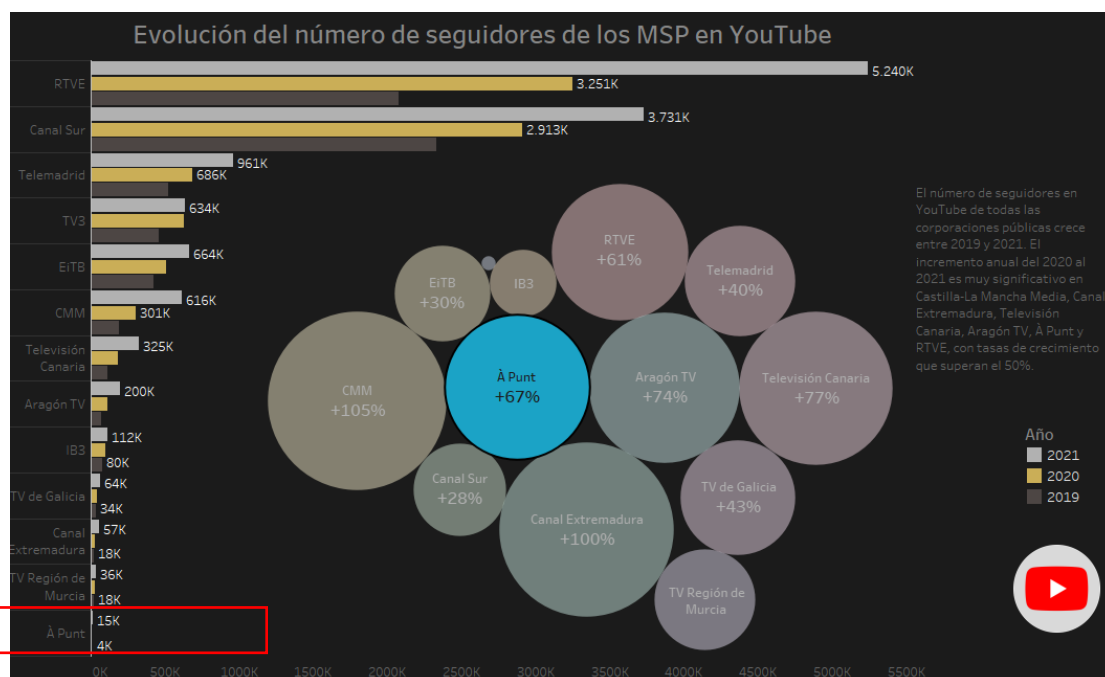 Evolución del número de seguidores de los MSP en YouTube
RTVE
5.240K
3.251K
Canal Sur
3.731K
2.913K
Telemadrid
961K
686K
TV3
634K
EiTB
664K
CMM
616K
301K
Televisión
Canaria
325K
Aragón TV
200K
IB3
112K
80K
TV de Galicia
64K
34K
Canal
Extremadura
57K
18K
TV Región de
Murcia
36K
18K
À Punt
15K
4K
0K 500K 1000K 1500K 2000K 2500K 3000K 3500K 4000K 4500K 5000K 5500K
RTVE
+61%
EiTB
+30%
IB3
Telemadrid
+40%
CMM
+105%
À Punt
+67%
Aragón TV
+74%
Televisión Canaria
+77%
Canal Sur
+28%
Canal Extremadura
+100%
TV de Galicia
+43%
TV Región de
Murcia
El número de seguidores en
YouTube de todas las
corporaciones públicas crece
entre 2019 y 2021. El
incremento anual del 2020 al
2021 es muy significativo en
Castilla-La Mancha Media, Canal
Extremadura, Televisión
Canaria, Aragón TV, À Punt y
RTVE, con tasas de crecimiento
que superan el 50%.
Año
2021
2020
2019